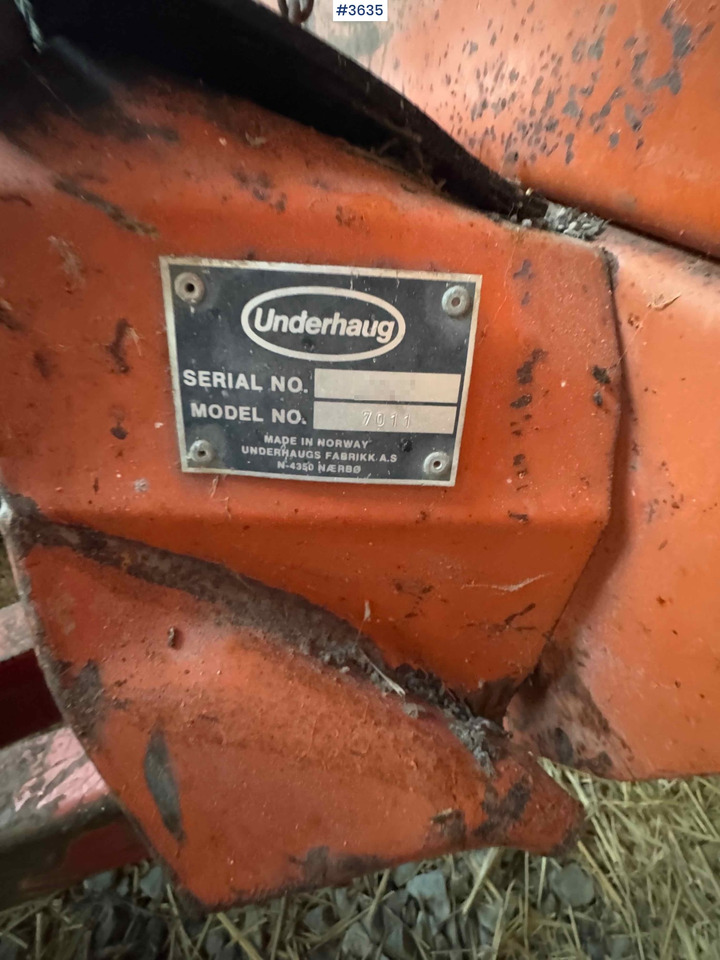 #3635
Underhaug
SERIAL NO.
MODEL NO. 7011
MADE IN NORWAY
UNDERHAUGS FABRIKK A.S
N-4350 NÆRBØ